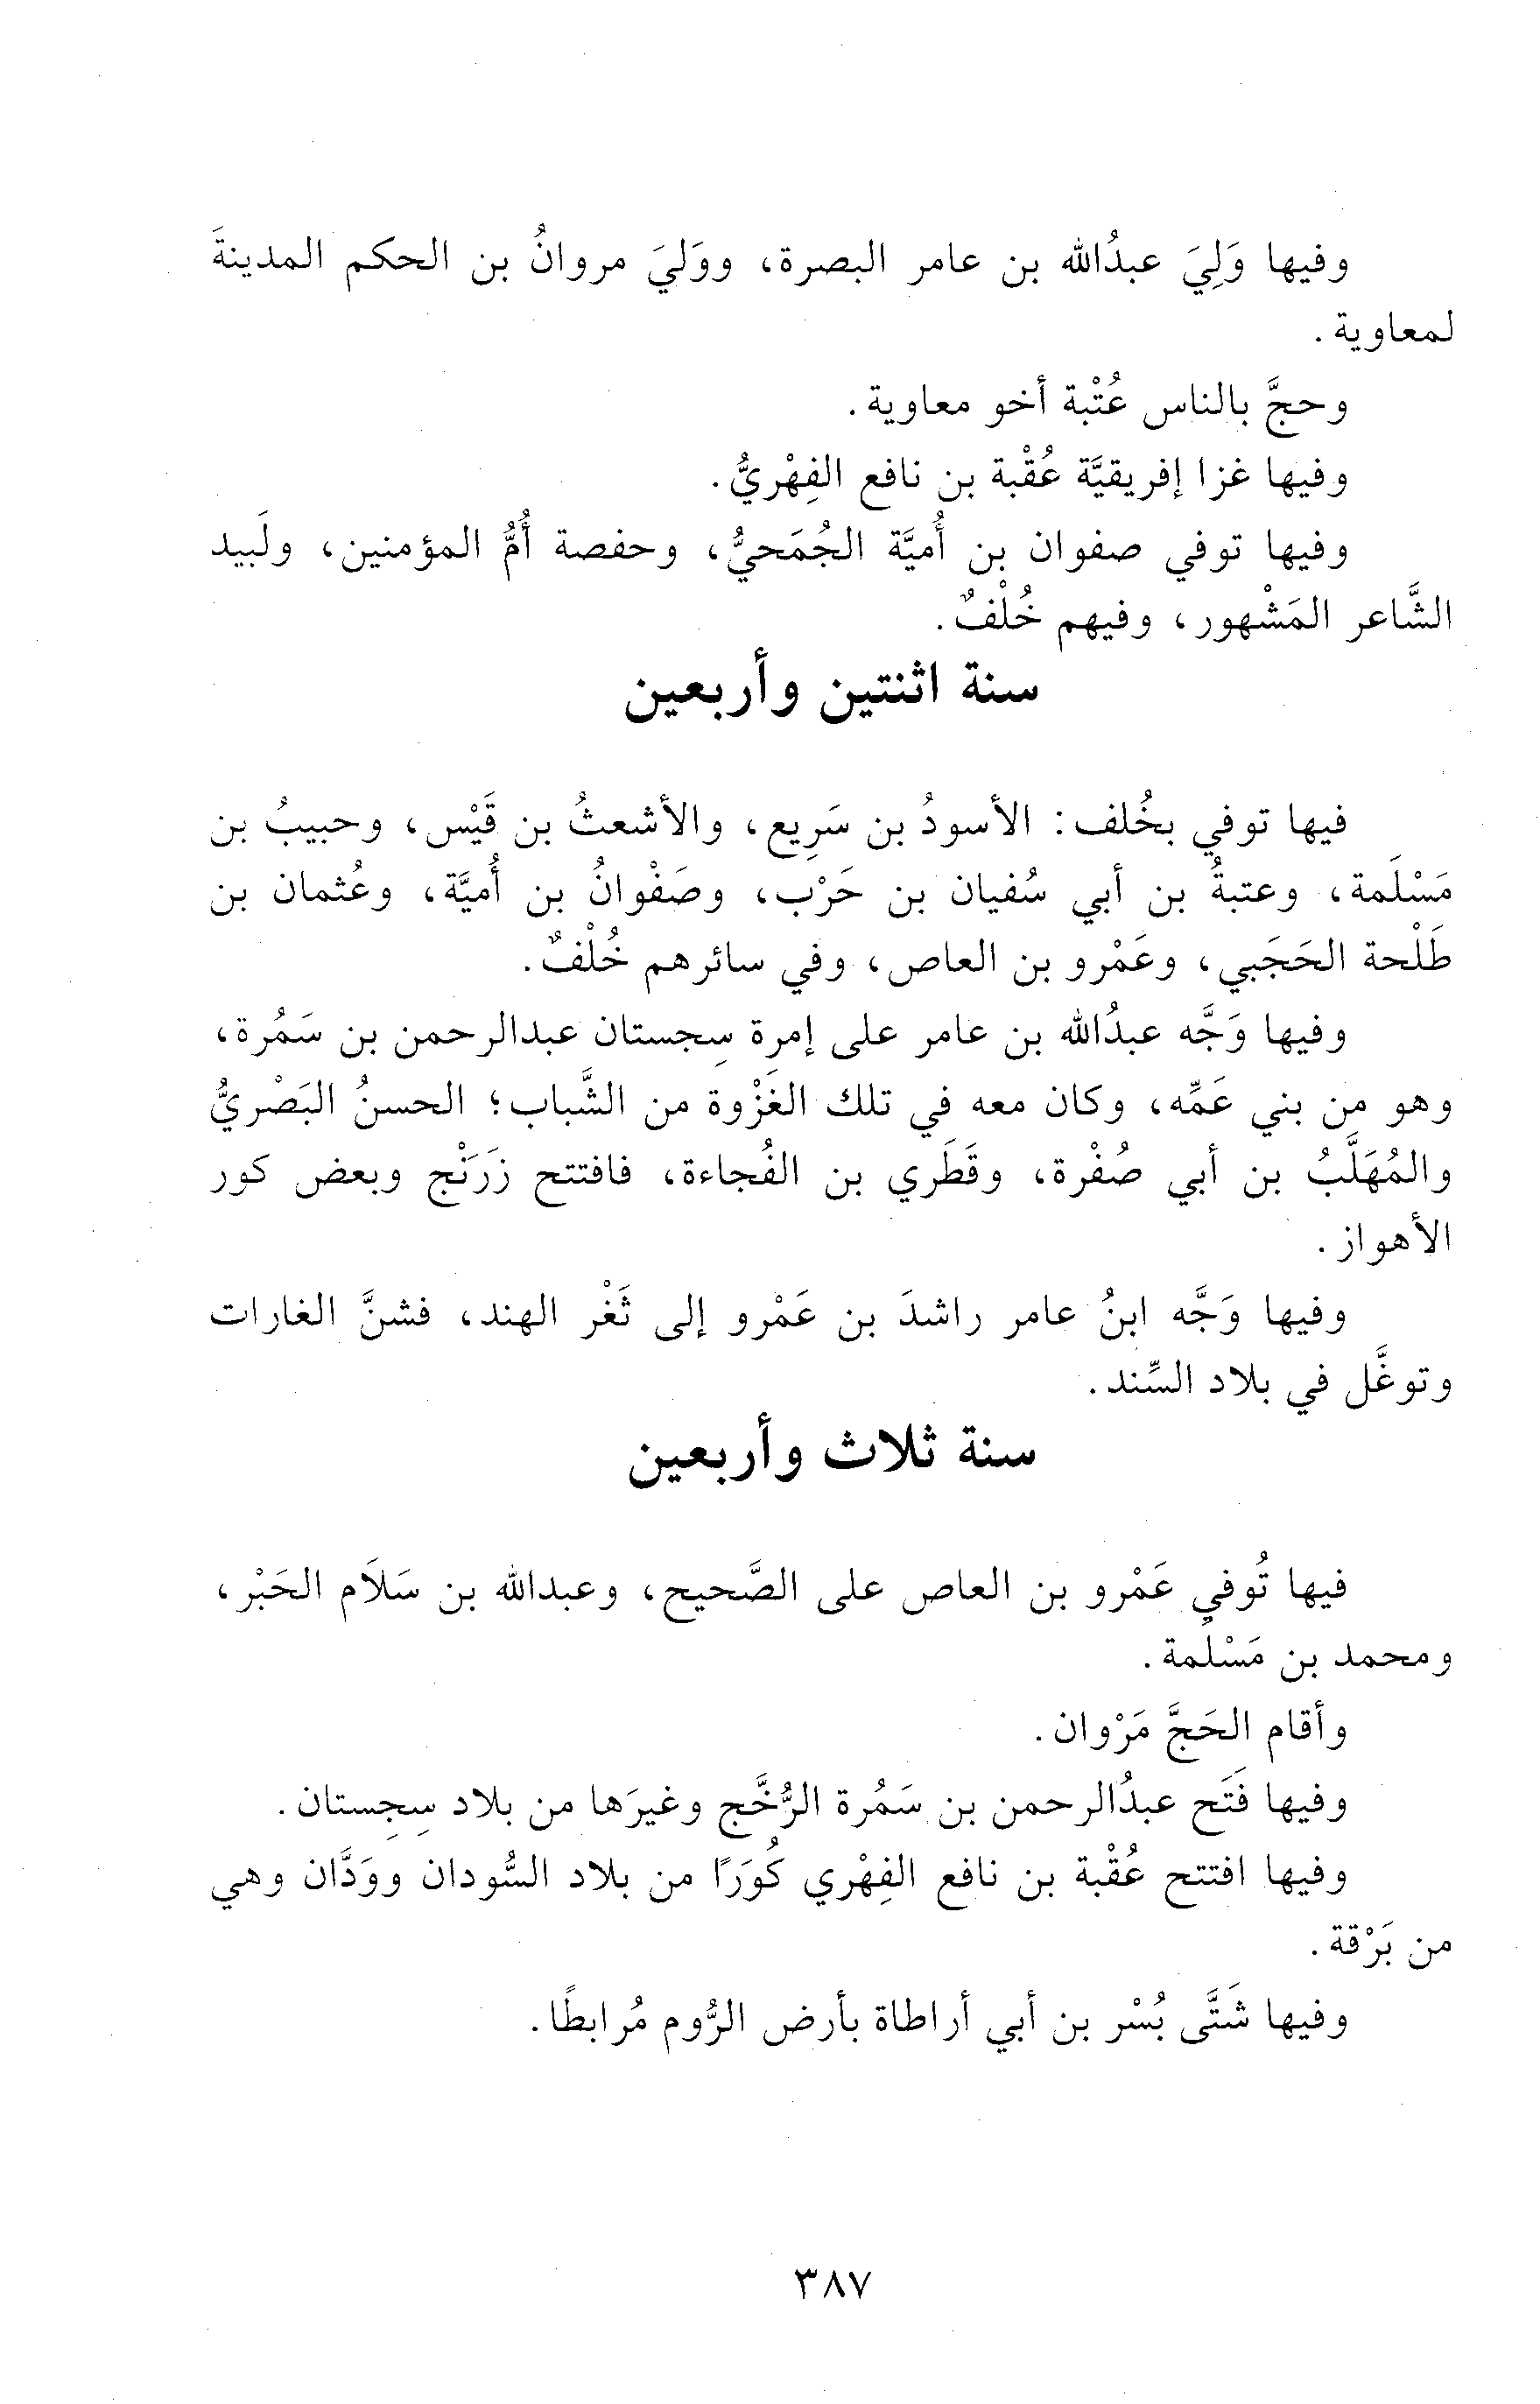 وفيها وَلِيَ عبدُالله بن عامر البصرة، ووَليَ مروانُ بن الحكم المدينةَ
لمعاوية.
وحجَّ بالناس عُتْبة أخو معاوية.
وفيها غزا إفريقيَّة عُقْبة بن نافع الفِهْريُّ.
وفيها توفي صفوان بن أُميَّة الجُمَحيُّ، وحفصة أُمُّ المؤمنين، ولَبيد
الشَّاعر المَشْهور، وفيهم خُلْفٌ.
سنة اثنتين وأربعين
فيها توفي بخُلف: الأسودُ بن سَرِيع، والأشعثُ بن قَيْس، وحبيبُ بن
مَسْلَمة، وعتبةُ بن أبي سُفيان بن حَرْب، وصَفْوانُ بن أُميَّة، وعُثمان بن
طَلْحة الحَجَبي، وعَمْرو بن العاص، وفي سائرهم خُلْفٌ.
وفيها وَجَّه عبدُالله بن عامر على إمرة سِجستان عبدالرحمن بن سَمُرة،
وهو من بني عَمِّه، وكان معه في تلك الغَزْوة من الشَّباب؛ الحسنُ البَصْريُّ
والمُهَلَّبُ بن أبي صُفْرة، وقَطَري بن الفُجاءة، فافتتح زَرَنْج وبعض كور
الأهواز.
وفيها وَجَّه ابنُ عامر راشدَ بن عَمْرو إلى ثَغْر الهند، فشنَّ الغارات
وتوغَّل في بلاد السِّند.
سنة ثلاث وأربعين
فيها تُوفي عَمْرو بن العاص على الصَّحيح، وعبدالله بن سَلاَم الحَبْر،
ومحمد بن مَسْلَمة.
وأقام الحَجَّ مَرْوان.
وفيها فَتَح عبدُالرحمن بن سَمُرة الرُّخَّج وغيرَها من بلاد سِجِستان.
وفيها افتتح عُقْبة بن نافع الفِهْري كُوَرًا من بلاد السُّودان ووَدَّان وهي
من بَرْقة.
وفيها شَتَّى بُسْر بن أبي أراطاة بأرض الرُّوم مُرابطًا.
٣٨٧